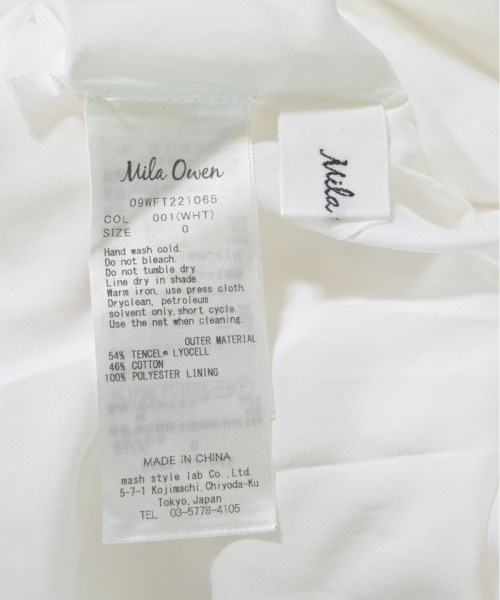 Mila Owen
09WFT221065
COL 001(WHT)
SIZE 0
Hand wash cold.
Do not bleach.
Do not tumble dry.
Line dry in shade.
Warm iron, use press cloth.
Dryclean, petroleum
solvent only,short cycle.
Use the net when cleaning.
OUTER MATERIAL
54% TENCEL® LYOCELL
46% COTTON
100% POLYESTER LINING
MADE IN CHINA
mash style lab Co.,Ltd.
5-7-1 Kojimachi,Chiyoda-Ku
Tokyo,Japan
TEL 03-5778-4105
Mila